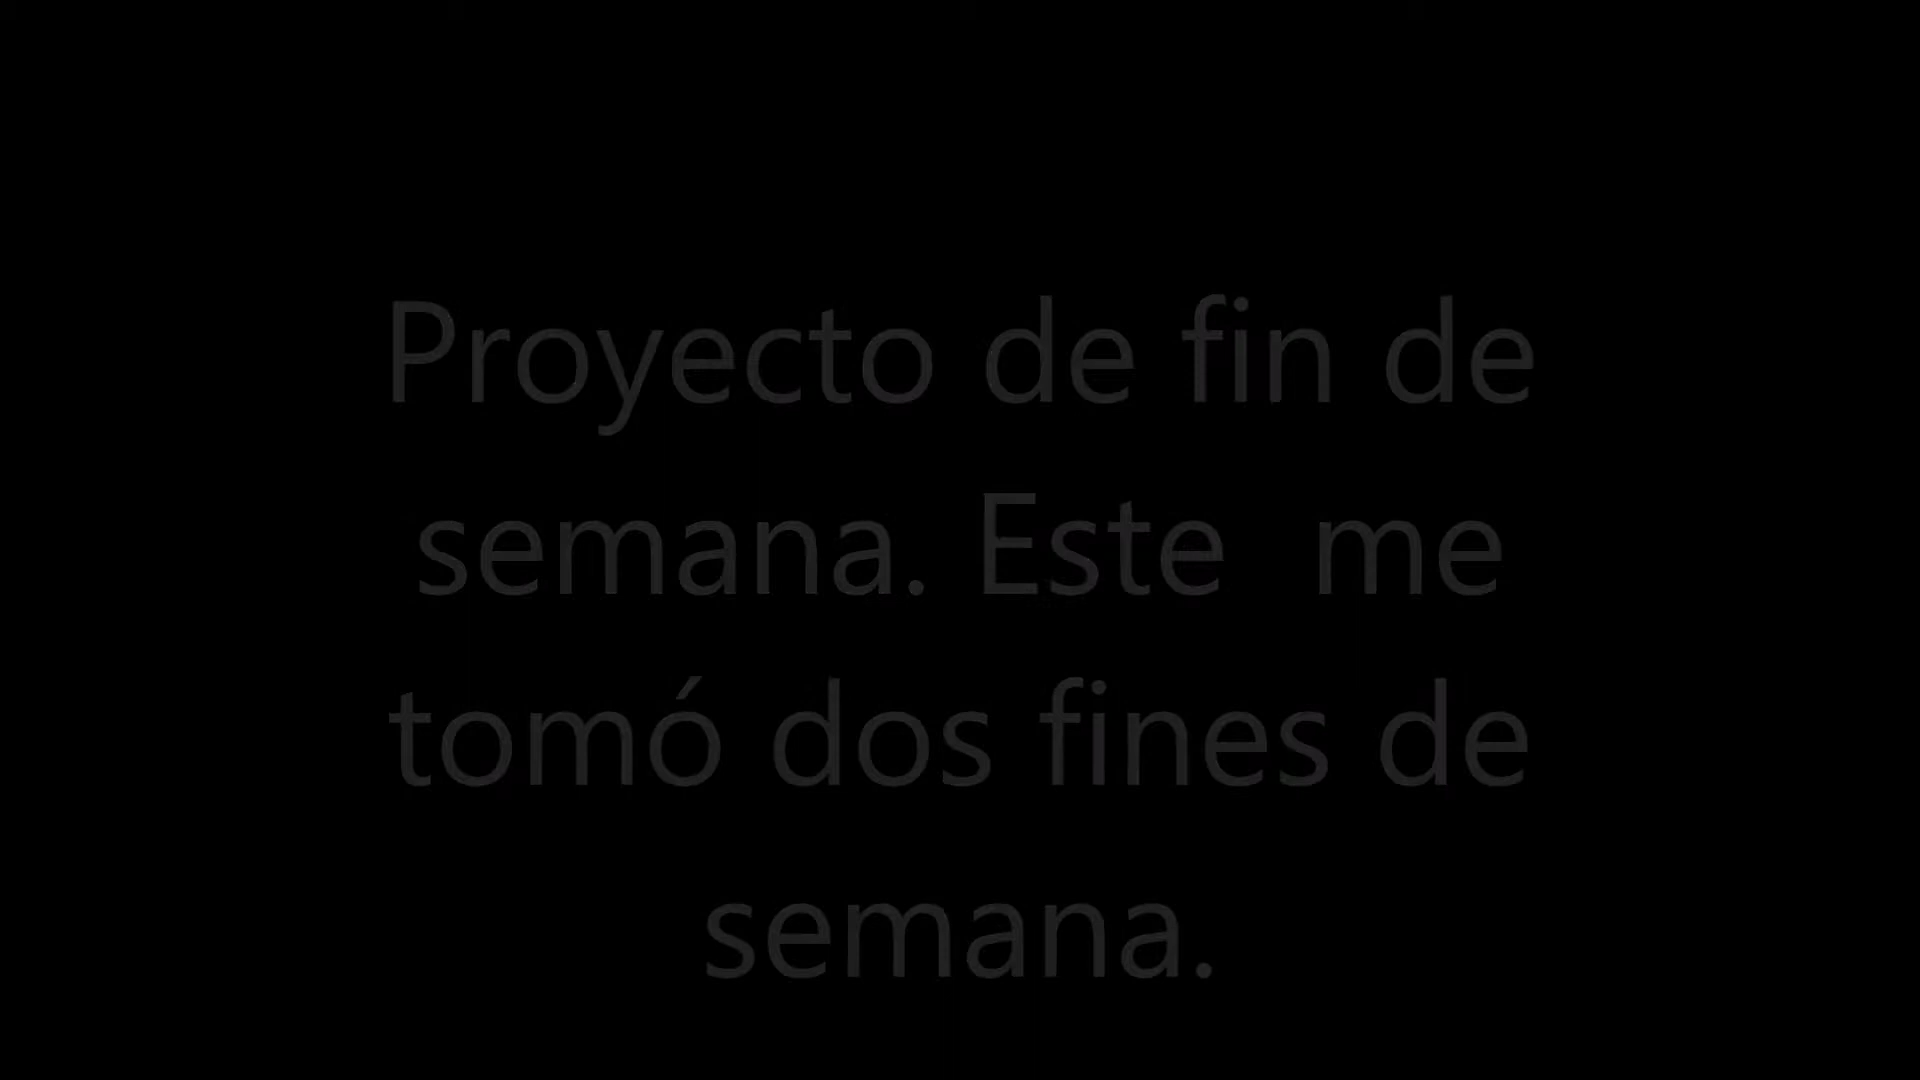 Proyecto de fin de
semana. Este  me
tomó dos fines de
semana.